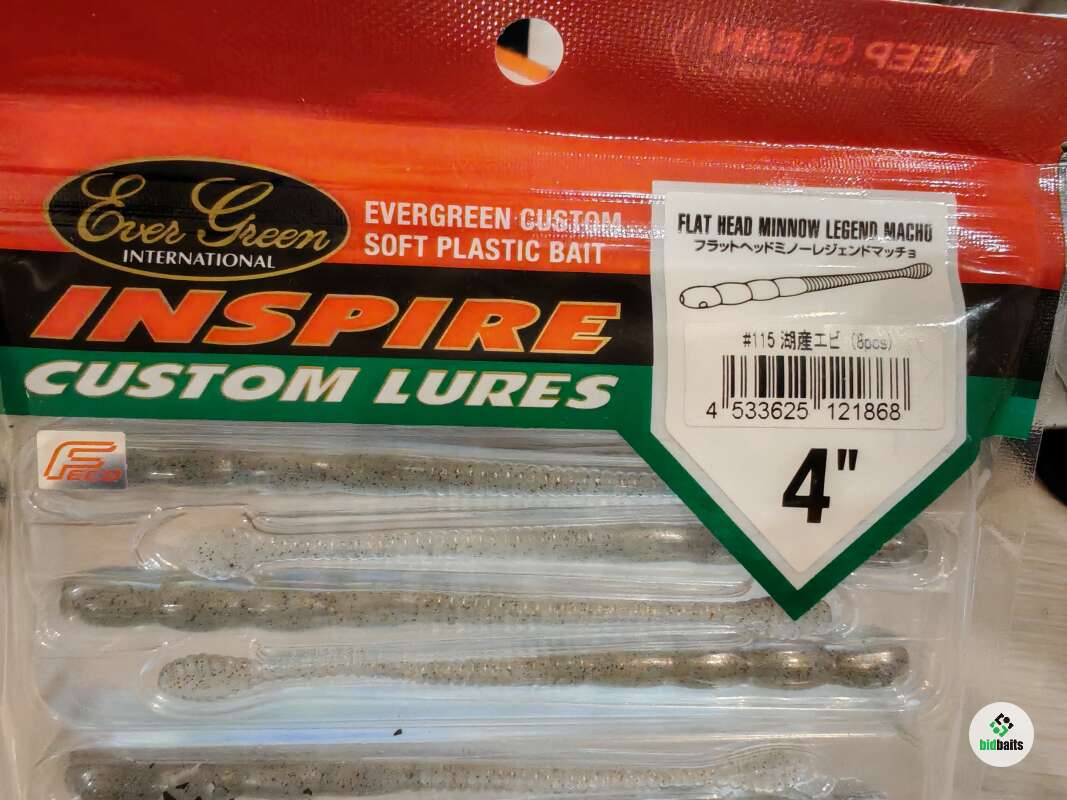 KEEP CLEAN
Ever Green
INTERNATIONAL
EVERGREEN CUSTOM
SOFT PLASTIC BAIT
INSPIRE
CUSTOM LURES
FLAT HEAD MINNOW LEGEND MACHO
フラットヘッドミノーレジェンドマッチョ
#115 湖産エビ (8pcs)
4 533625 121868
4"
FECO
bidbaits